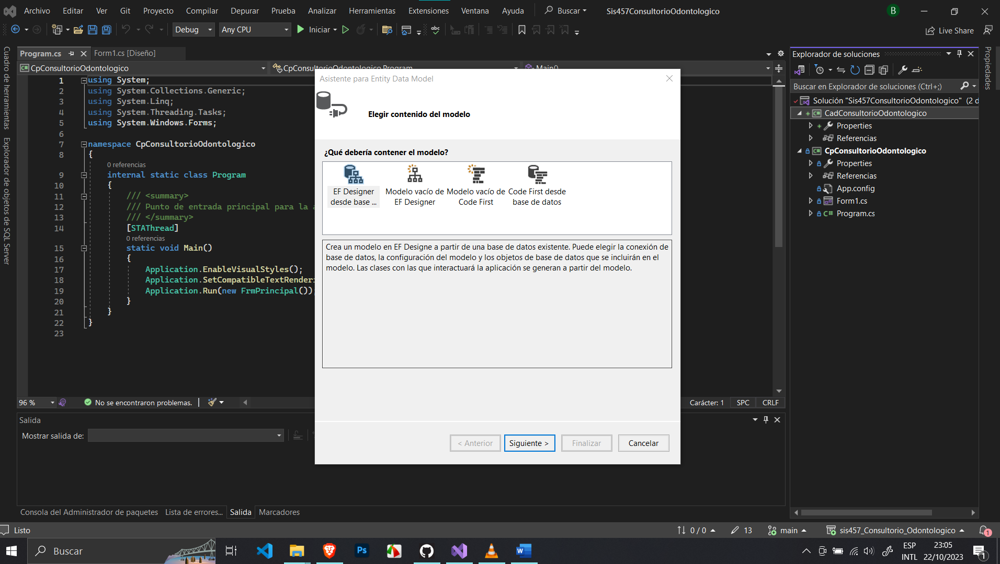 Archivo Editar Ver Git Proyecto Compilar Depurar Prueba Analizar Herramientas Extensiones Ventana Ayuda Buscar Sis457ConsultorioOdontologico B
Debug Any CPU Iniciar abc Live Share
Cuadro de herramientas
Explorador de objetos de SQL Server
Program.cs Form1.cs [Diseño]
CpConsultorioOdontologico CpConsultorioOdontologico.Program Main()
1 using System;
2 using System.Collections.Generic;
3 using System.Linq;
4 using System.Threading.Tasks;
5 using System.Windows.Forms;
6
7 namespace CpConsultorioOdontologico
8 {
0 referencias
9 internal static class Program
10 {
11 /// <summary>
12 /// Punto de entrada principal para la a
13 /// </summary>
14 [STAThread]
0 referencias
15 static void Main()
16 {
17 Application.EnableVisualStyles();
18 Application.SetCompatibleTextRenderi
19 Application.Run(new FrmPrincipal());
20 }
21 }
22 }
23
96 % No se encontraron problemas. Carácter: 1 SPC CRLF
Asistente para Entity Data Model
Elegir contenido del modelo
¿Qué debería contener el modelo?
EF Designer desde base ...
Modelo vacío de EF Designer
Modelo vacío de Code First
Code First desde base de datos
Crea un modelo en EF Designe a partir de una base de datos existente. Puede elegir la conexión de
base de datos, la configuración del modelo y los objetos de base de datos que se incluirán en el
modelo. Las clases con las que interactuará la aplicación se generan a partir del modelo.
< Anterior Siguiente > Finalizar Cancelar
Explorador de soluciones
Buscar en Explorador de soluciones (Ctrl+;)
Solución "Sis457ConsultorioOdontologico" (2 d
CadConsultorioOdontologico
Properties
Referencias
CpConsultorioOdontologico
Properties
Referencias
App.config
Form1.cs
Program.cs
Propiedades
Salida
Mostrar salida de:
Consola del Administrador de paquetes Lista de errores... Salida Marcadores
Listo 0 / 0 13 main sis457_Consultorio_Odontologico 1
Buscar Ps W ESP 23:05
INTL 22/10/2023 1